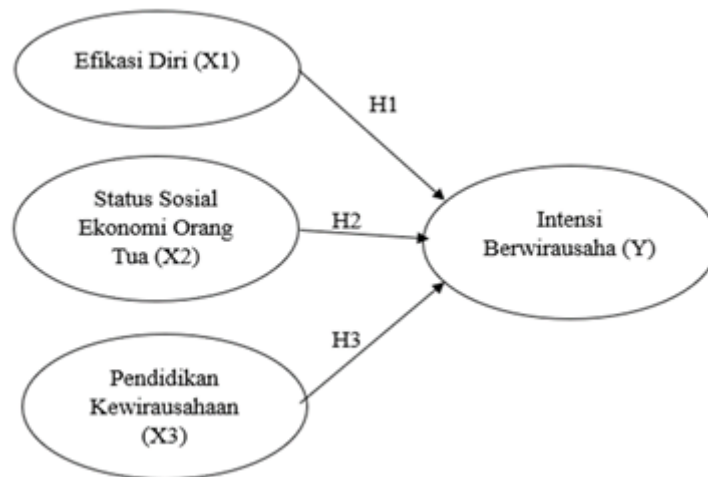 Efikasi Diri (X1)
H1
Status Sosial
Ekonomi Orang
Tua (X2)
H2
Intensi
Berwirausaha (Y)
H3
Pendidikan
Kewirausahaan
(X3)